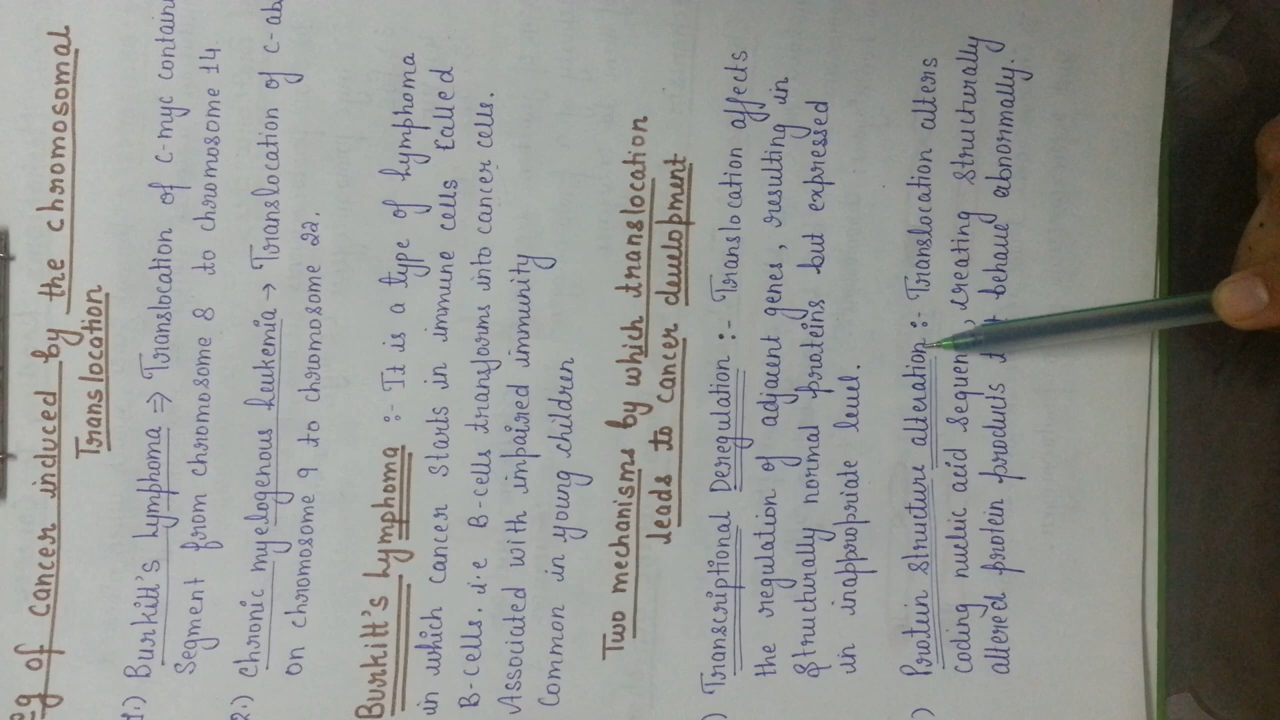 eg of cancer induced by the chromosomal
Translocation
1.) Burkitt's lymphoma ⇒ Translocation of c-myc contain
Segment from chromosome 8 to chromosome 14.
2.) Chronic myelogenous leukemia → Translocation of c-ab
on chromosome 9 to chromosome 22.
Burkitt's lymphoma :- It is a type of lymphoma
in which cancer starts in immune cells called
B-cells. i.e B-cells transforms into cancer cells.
Associated with impaired immunity
Common in young children
Two mechanisms by which translocation
leads to cancer development
) Transcriptional Deregulation :- Translocation affects
the regulation of adjacent genes, resulting in
structurally normal proteins but expressed
in inappropriate level.
) Protein structure alteration :- Translocation alters
coding nucleic acid sequen , creating structurally
altered protein products t t behave abnormally.